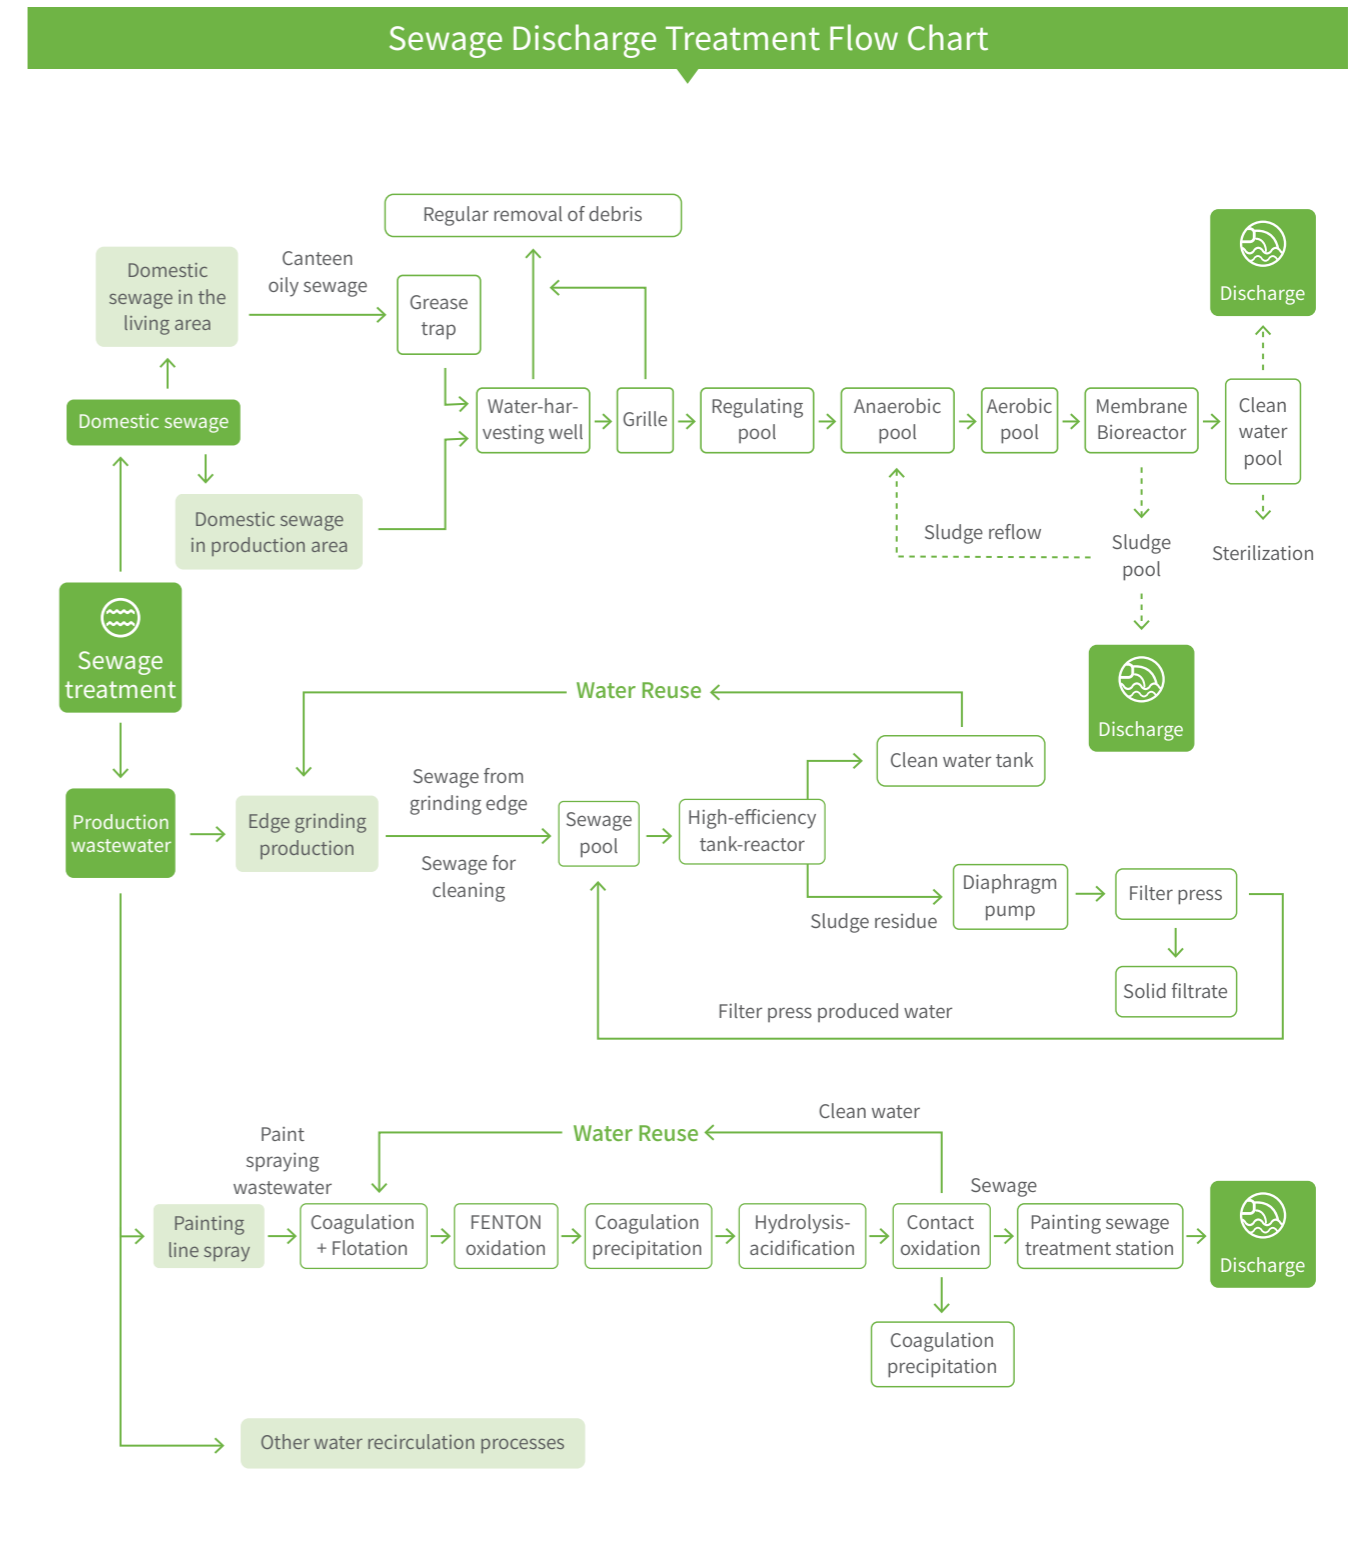 Sewage Discharge Treatment Flow Chart
Regular removal of debris
Domestic
sewage in the
living area
Canteen
oily sewage
Grease
trap
Discharge
Domestic sewage
Water-har-
vesting well
Grille
Regulating
pool
Anaerobic
pool
Aerobic
pool
Membrane
Bioreactor
Clean
water
pool
Domestic sewage
in production area
Sludge reflow
Sludge
pool
Sterilization
Discharge
Sewage
treatment
Water Reuse
Clean water tank
Production
wastewater
Edge grinding
production
Sewage from
grinding edge
Sewage for
cleaning
Sewage
pool
High-efficiency
tank-reactor
Sludge residue
Diaphragm
pump
Filter press
Solid filtrate
Filter press produced water
Clean water
Water Reuse
Paint
spraying
wastewater
Sewage
Painting
line spray
Coagulation
+ Flotation
FENTON
oxidation
Coagulation
precipitation
Hydrolysis-
acidification
Contact
oxidation
Painting sewage
treatment station
Discharge
Coagulation
precipitation
Other water recirculation processes